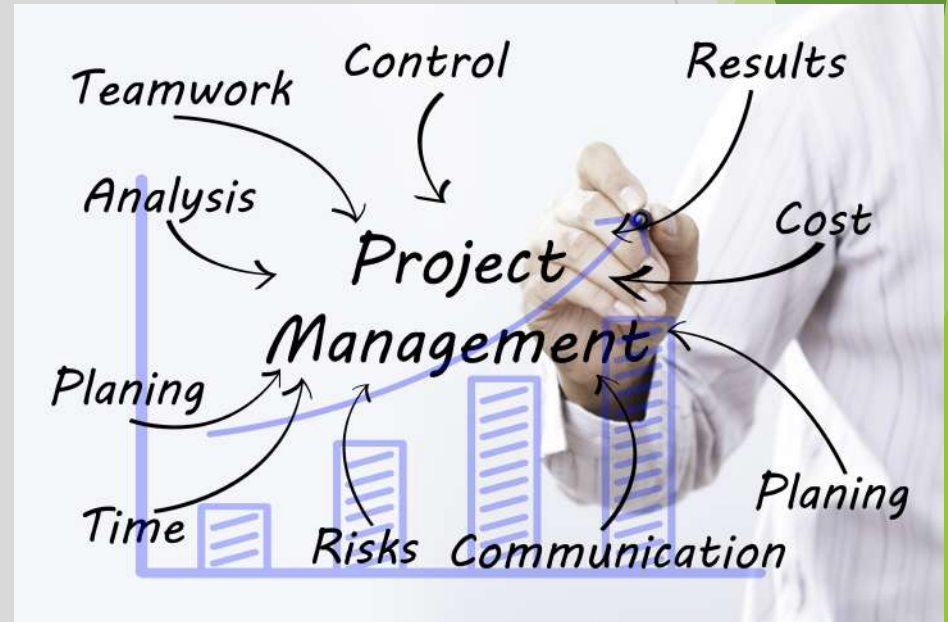 Teamwork
Control
Results
Analysis
Cost
Project
Management
Planing
Planing
Time
Risks
Communication